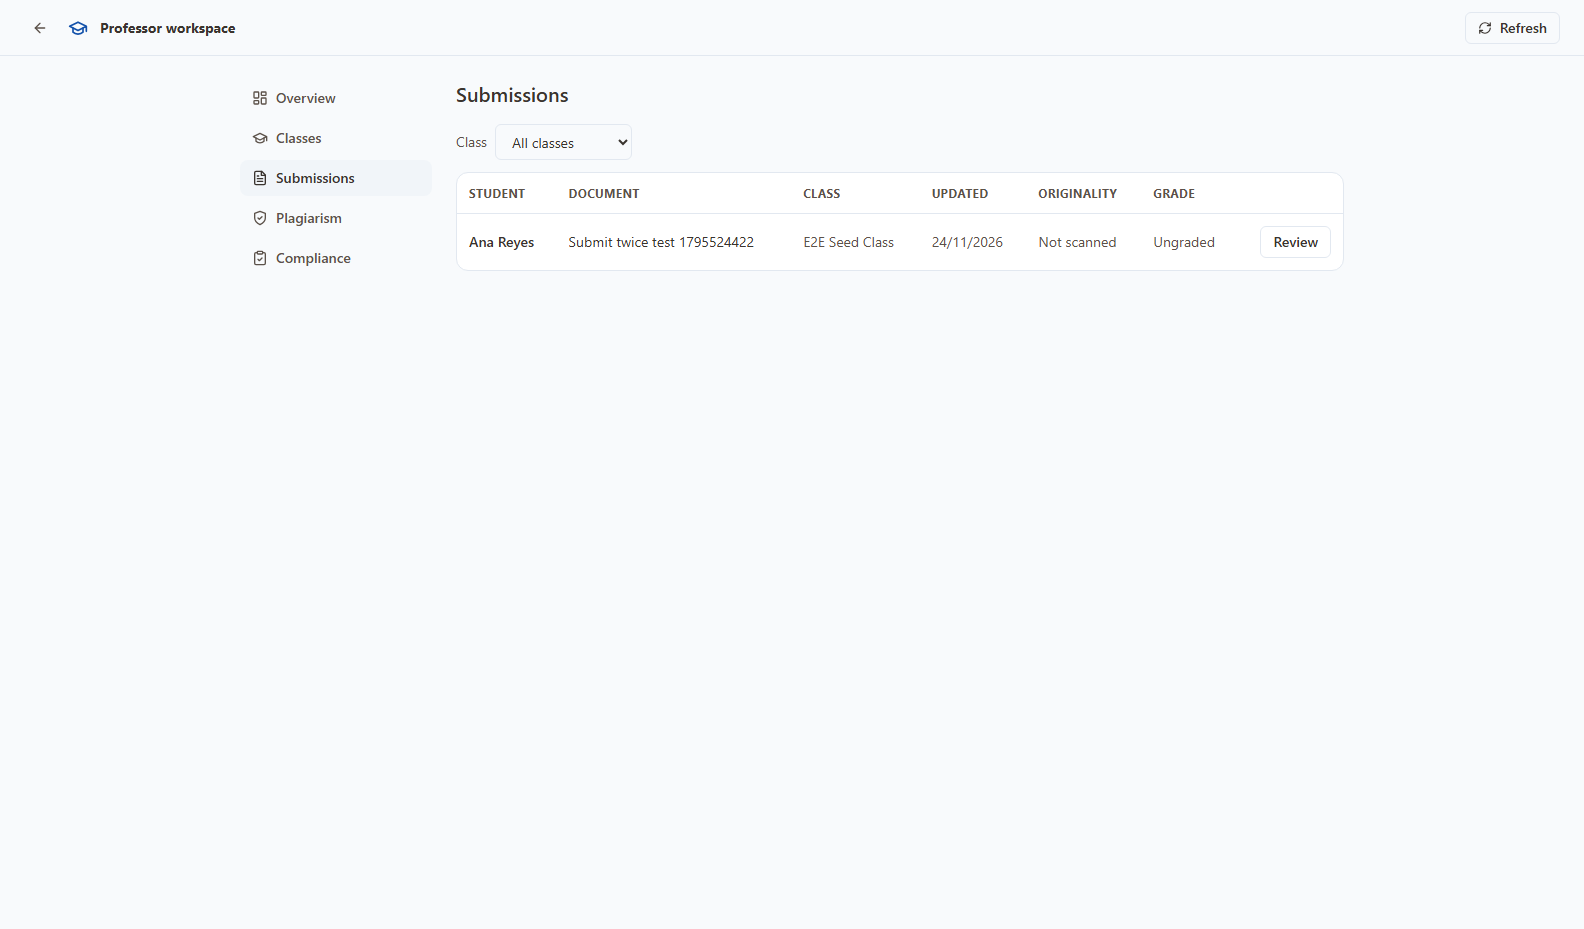 Professor workspace
Refresh
Overview
Classes
Submissions
Plagiarism
Compliance
Submissions
Class All classes
STUDENT DOCUMENT CLASS UPDATED ORIGINALITY GRADE
Ana Reyes Submit twice test 1795524422 E2E Seed Class 24/11/2026 Not scanned Ungraded Review